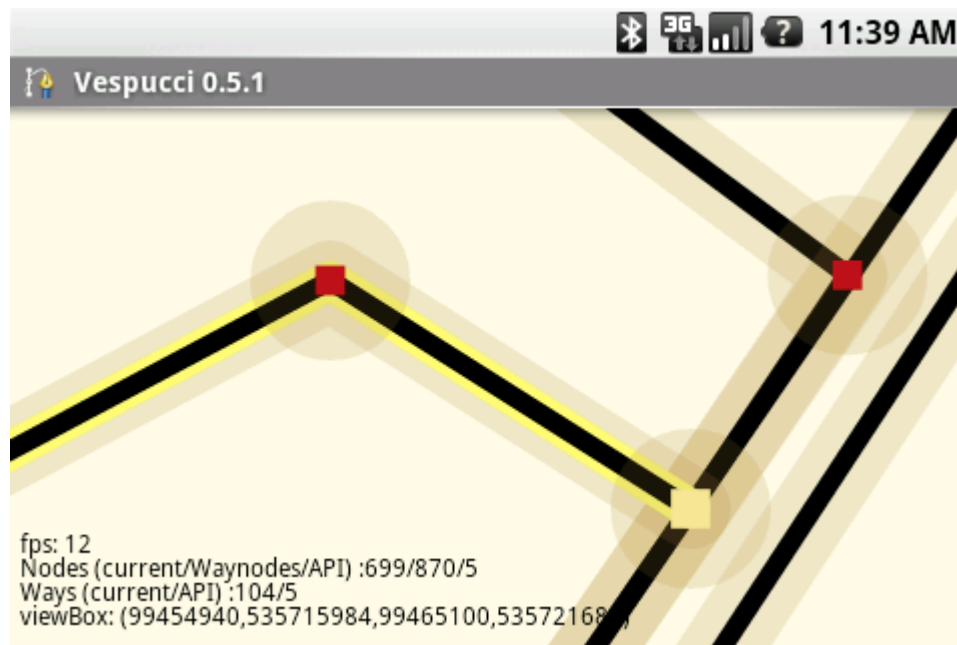 3G ? 11:39 AM
Vespucci 0.5.1
fps: 12
Nodes (current/Waynodes/API) :699/870/5
Ways (current/API) :104/5
viewBox: (99454940,535715984,99465100,53572168